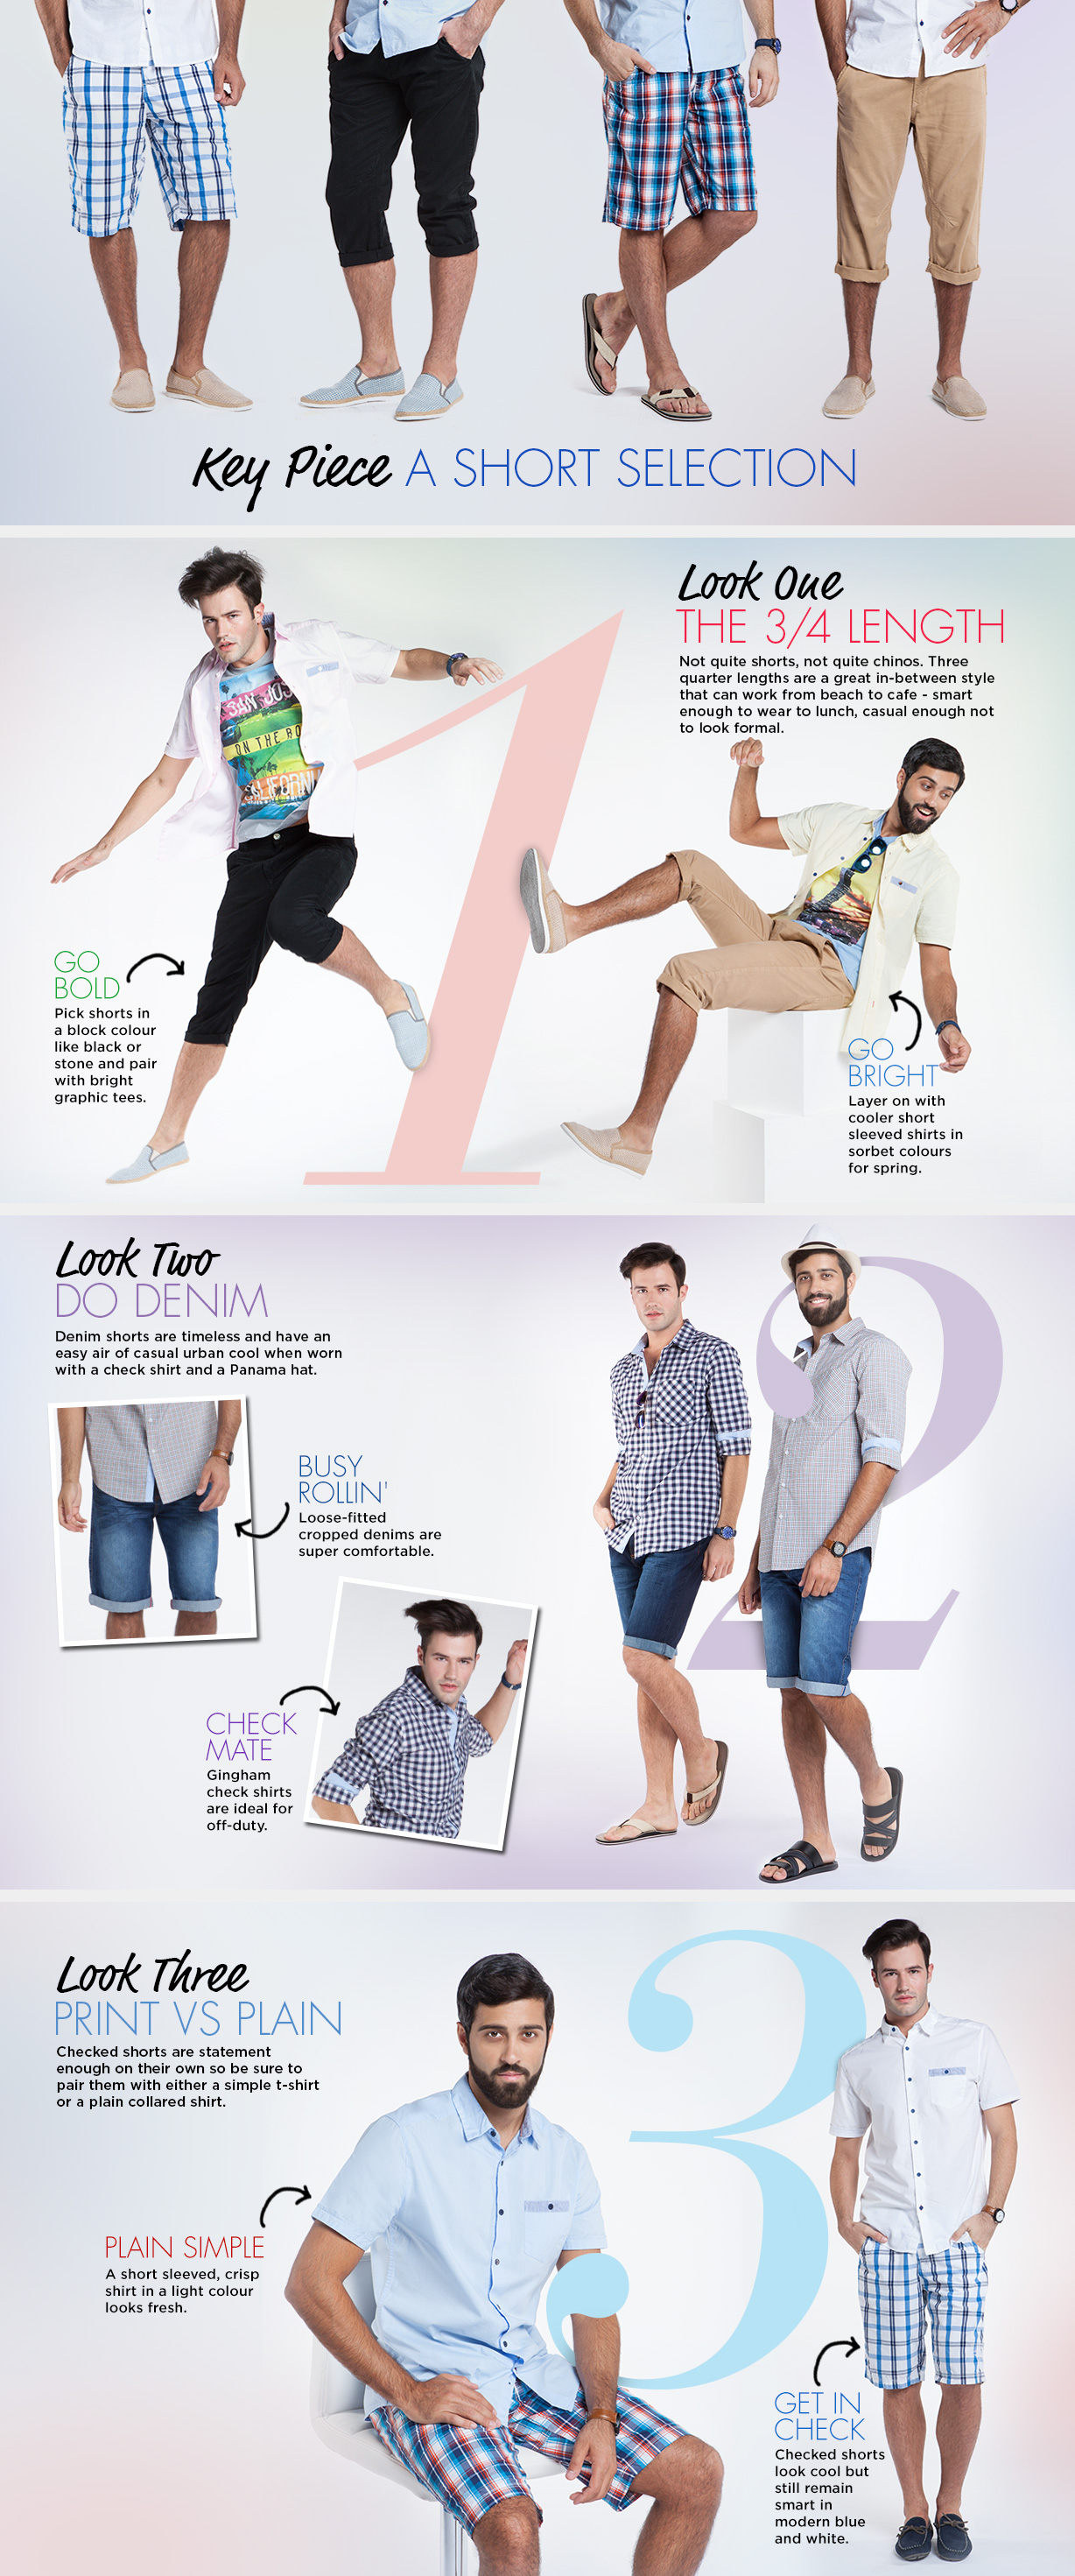 Key Piece A SHORT SELECTION
Look One
THE 3/4 LENGTH
Not quite shorts, not quite chinos. Three
quarter lengths are a great in-between style
that can work from beach to cafe - smart
enough to wear to lunch, casual enough not
to look formal.
SAN JOS
ON THE BO
CALIFORNI
GO
BOLD
Pick shorts in
a block colour
like black or
stone and pair
with bright
graphic tees.
GO
BRIGHT
Layer on with
cooler short
sleeved shirts in
sorbet colours
for spring.
1
Look Two
DO DENIM
Denim shorts are timeless and have an
easy air of casual urban cool when worn
with a check shirt and a Panama hat.
BUSY
ROLLIN'
Loose-fitted
cropped denims are
super comfortable.
CHECK
MATE
Gingham
check shirts
are ideal for
off-duty.
2
Look Three
PRINT VS PLAIN
Checked shorts are statement
enough on their own so be sure to
pair them with either a simple t-shirt
or a plain collared shirt.
PLAIN SIMPLE
A short sleeved, crisp
shirt in a light colour
looks fresh.
3
GET IN
CHECK
Checked shorts
look cool but
still remain
smart in
modern blue
and white.